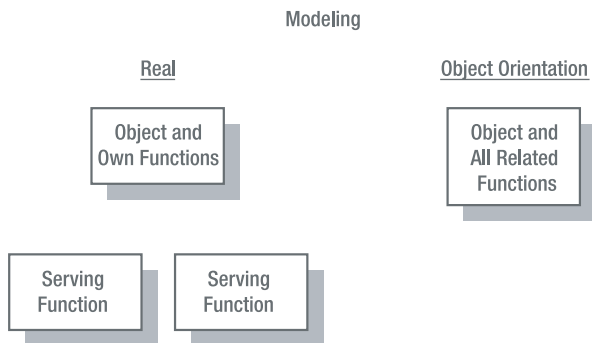 Modeling
Real
Object Orientation
Object and
Own Functions
Object and
All Related
Functions
Serving
Function
Serving
Function